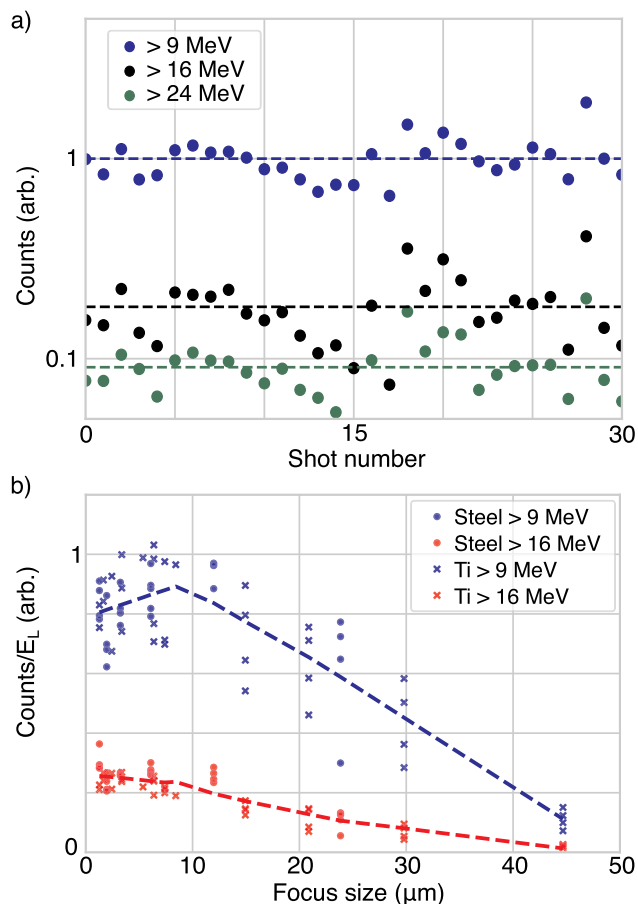 a)
> 9 MeV
> 16 MeV
> 24 MeV
1
0.1
Counts (arb.)
0
15
30
Shot number
b)
Steel > 9 MeV
Steel > 16 MeV
Ti > 9 MeV
Ti > 16 MeV
1
0
Counts/E_L (arb.)
0
10
20
30
40
50
Focus size (μm)